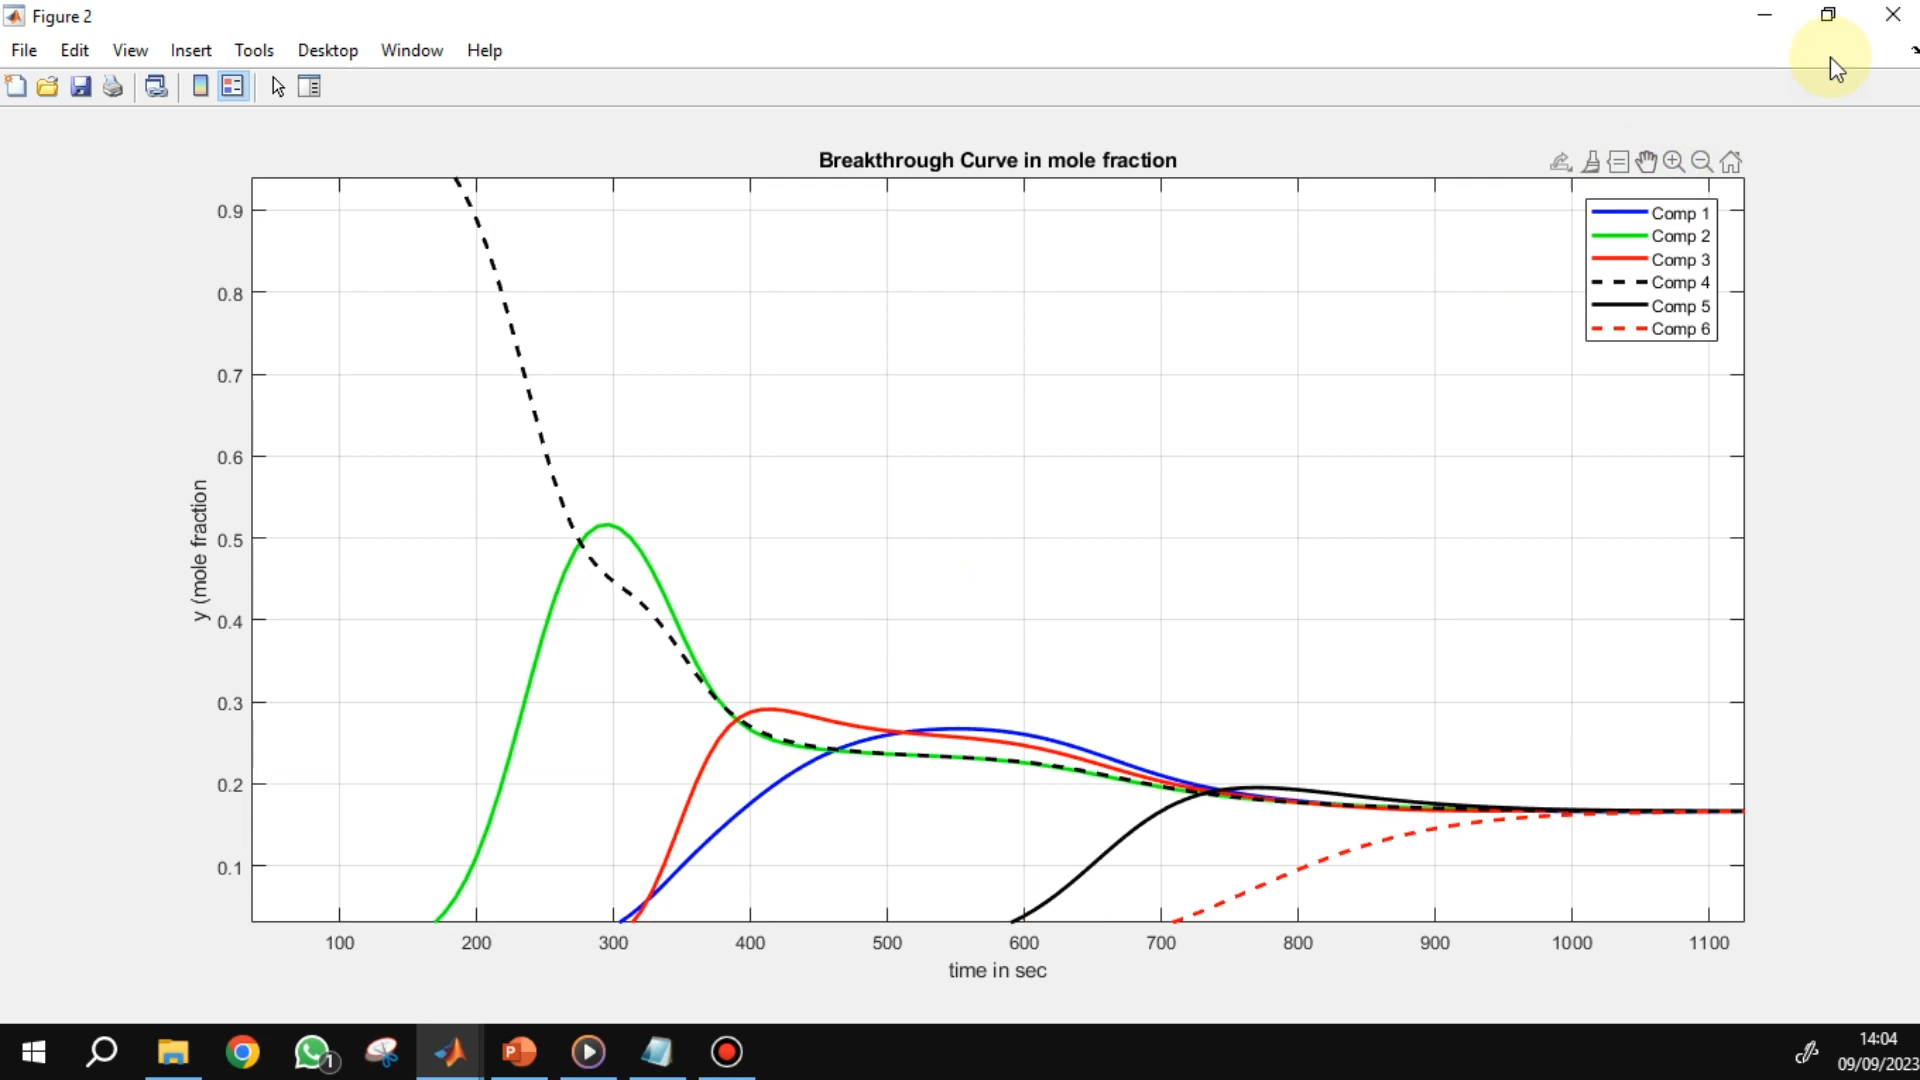 Figure 2
File Edit View Insert Tools Desktop Window Help
Breakthrough Curve in mole fraction
0.9
0.8
0.7
0.6
0.5
0.4
0.3
0.2
0.1
y (mole fraction
Comp 1
Comp 2
Comp 3
Comp 4
Comp 5
Comp 6
100 200 300 400 500 600 700 800 900 1000 1100
time in sec
1
P
14:04
09/09/2023